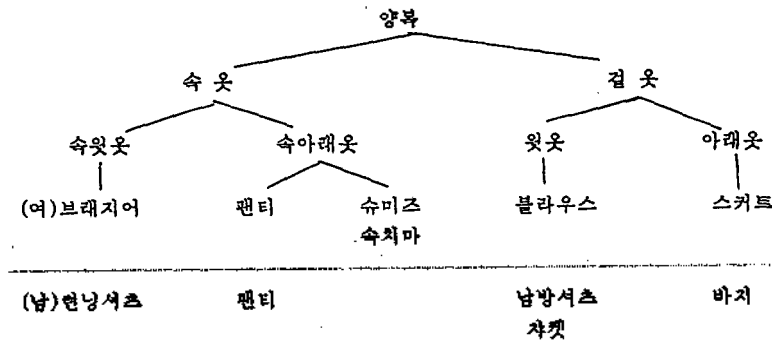 양복
속 옷 겉 옷
속윗옷 속아래옷 윗옷 아래옷
(여)브래지어 팬티 슈미즈 블라우스 스커트
속치마
(남)런닝셔츠 팬티 남방셔츠 바지
쟈켓